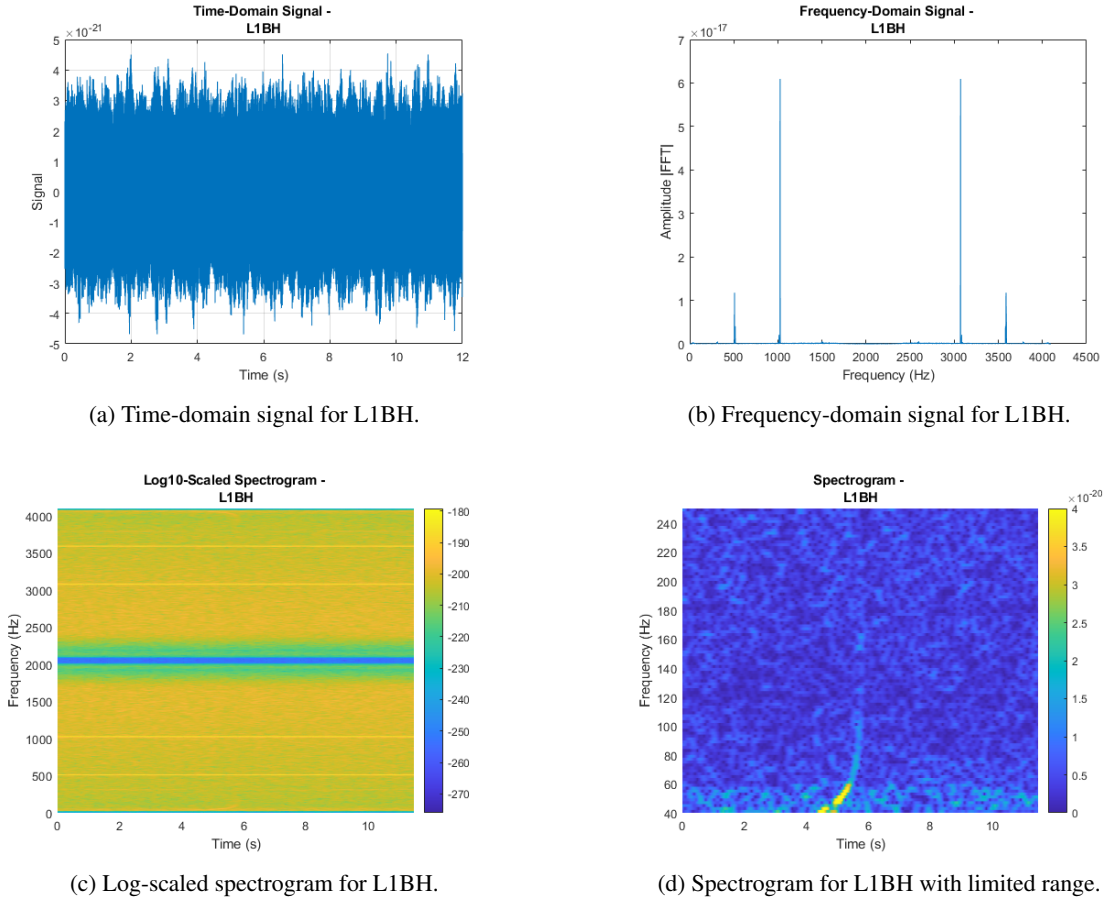 Time-Domain Signal -
L1BH
×10-21
5
4
3
2
1
0
-1
-2
-3
-4
-5
Signal
0 2 4 6 8 10 12
Time (s)
(a) Time-domain signal for L1BH.
Frequency-Domain Signal -
L1BH
×10-17
7
6
5
4
3
2
1
0
Amplitude |FFT|
0 500 1000 1500 2000 2500 3000 3500 4000 4500
Frequency (Hz)
(b) Frequency-domain signal for L1BH.
Log10-Scaled Spectrogram -
L1BH
4000
3500
3000
2500
2000
1500
1000
500
0
Frequency (Hz)
0 2 4 6 8 10
Time (s)
-180
-190
-200
-210
-220
-230
-240
-250
-260
-270
(c) Log-scaled spectrogram for L1BH.
Spectrogram -
L1BH
×10-20
240
220
200
180
160
140
120
100
80
60
40
Frequency (Hz)
0 2 4 6 8 10
Time (s)
4
3.5
3
2.5
2
1.5
1
0.5
0
(d) Spectrogram for L1BH with limited range.